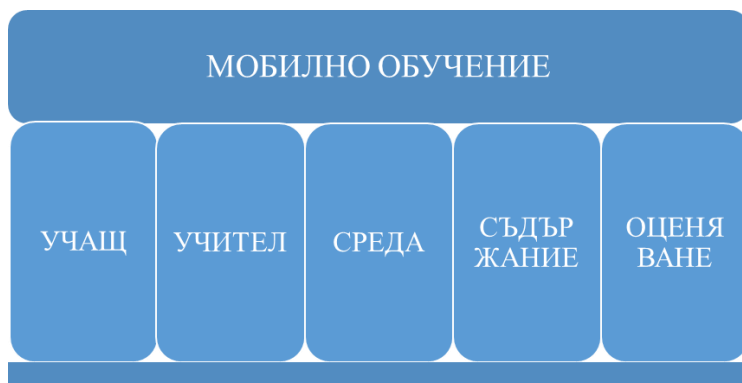 МОБИЛНО ОБУЧЕНИЕ
УЧАЩ
УЧИТЕЛ
СРЕДА
СЪДЪР
ЖАНИЕ
ОЦЕНЯ
ВАНЕ